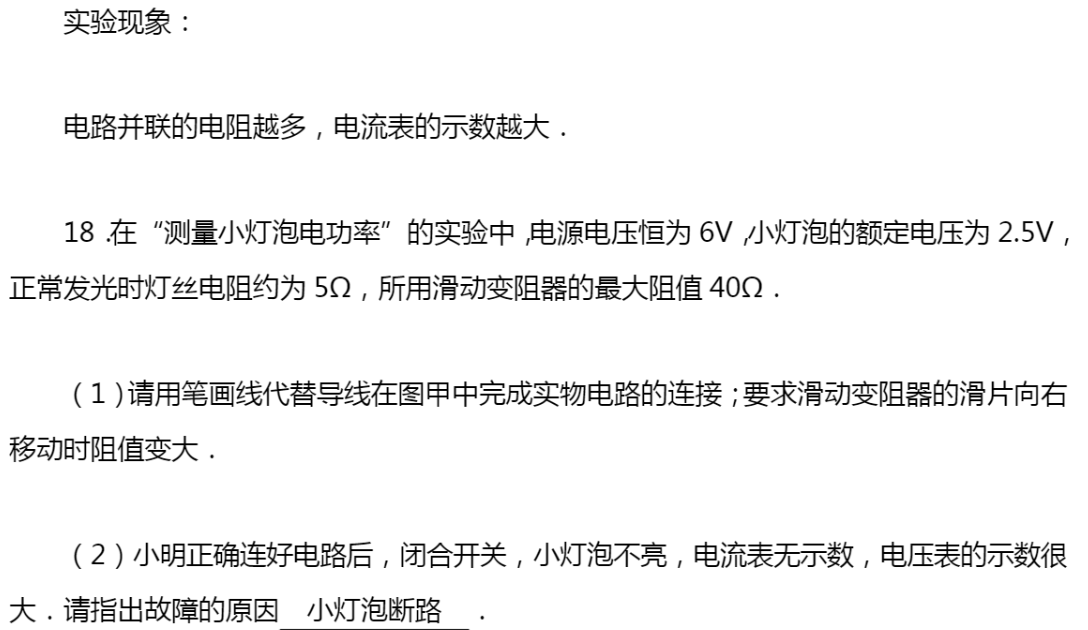 实验现象：
电路并联的电阻越多，电流表的示数越大．
18．在“测量小灯泡电功率”的实验中，电源电压恒为 6V，小灯泡的额定电压为 2.5V，
正常发光时灯丝电阻约为 5Ω，所用滑动变阻器的最大阻值 40Ω．
（1）请用笔画线代替导线在图甲中完成实物电路的连接；要求滑动变阻器的滑片向右
移动时阻值变大．
（2）小明正确连好电路后，闭合开关，小灯泡不亮，电流表无示数，电压表的示数很
大．请指出故障的原因 小灯泡断路 ．